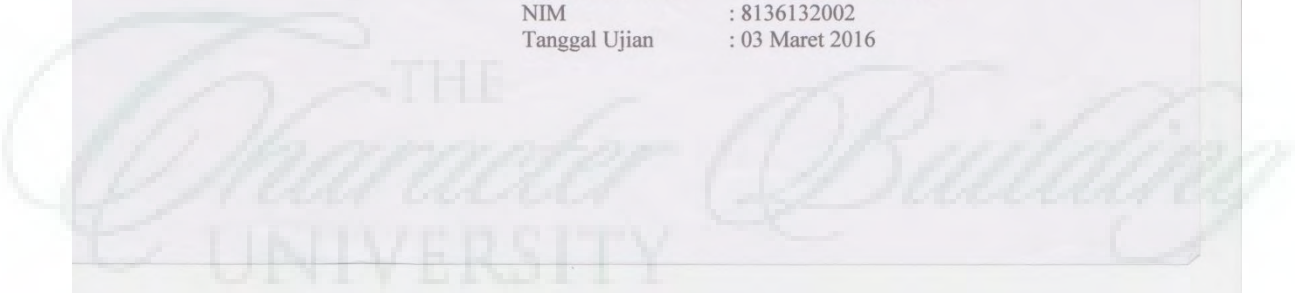 NIM : 8136132002
Tanggal Ujian : 03 Maret 2016
THE
Character Building
UNIVERSITY